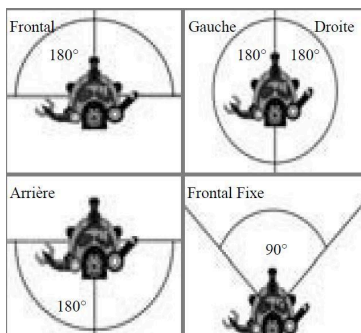 Frontal
180°
Gauche Droite
180° 180°
Arrière
180°
Frontal Fixe
90°